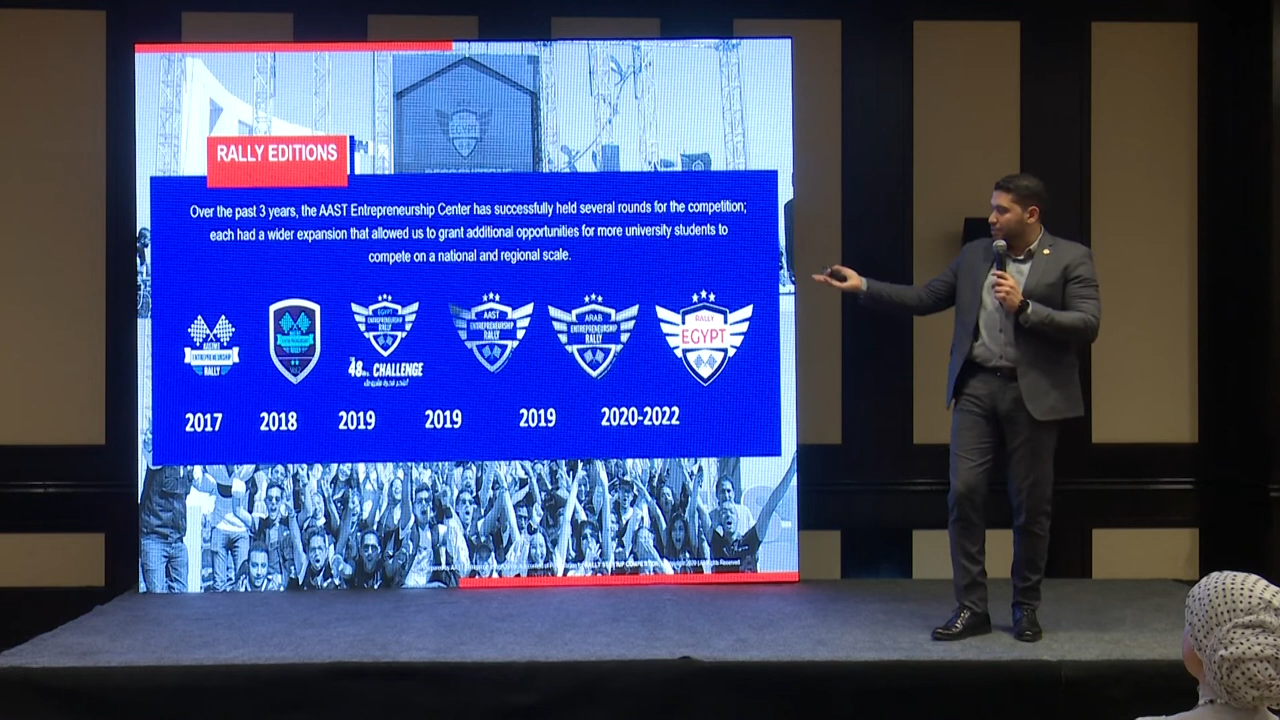 EGYPT
RALLY EDITIONS
Over the past 3 years, the AAST Entrepreneurship Center has successfully held several rounds for the competition;
each had a wider expansion that allowed us to grant additional opportunities for more university students to
compete on a national and regional scale.
ENTREPRENEURSHIP
RALLY
EGYPT
ENTREPRENEURSHIP
RALLY
48 CHALLENGE
AAST
ENTREPRENEURSHIP
RALLY
ARAB
ENTREPRENEURSHIP
RALLY
RALLY
EGYPT
2017 2018 2019 2019 2019 2020-2022